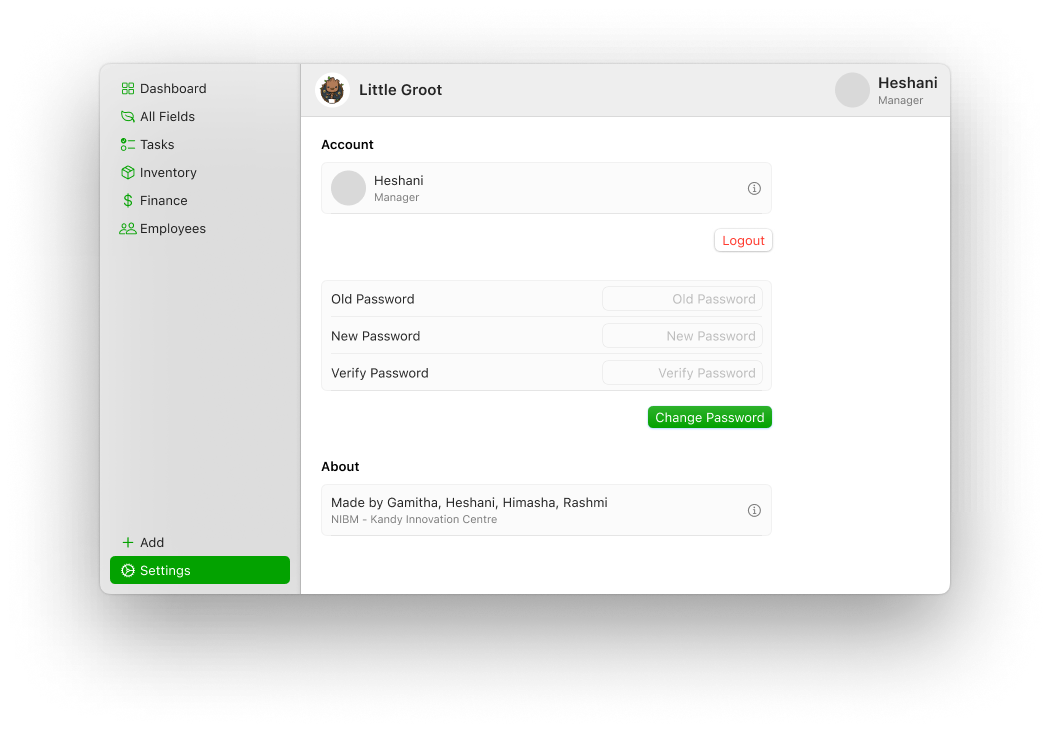 Dashboard
All Fields
Tasks
Inventory
Finance
Employees
Add
Settings
Little Groot
Heshani
Manager
Account
Heshani
Manager
Logout
Old Password
Old Password
New Password
New Password
Verify Password
Verify Password
Change Password
About
Made by Gamitha, Heshani, Himasha, Rashmi
NIBM - Kandy Innovation Centre